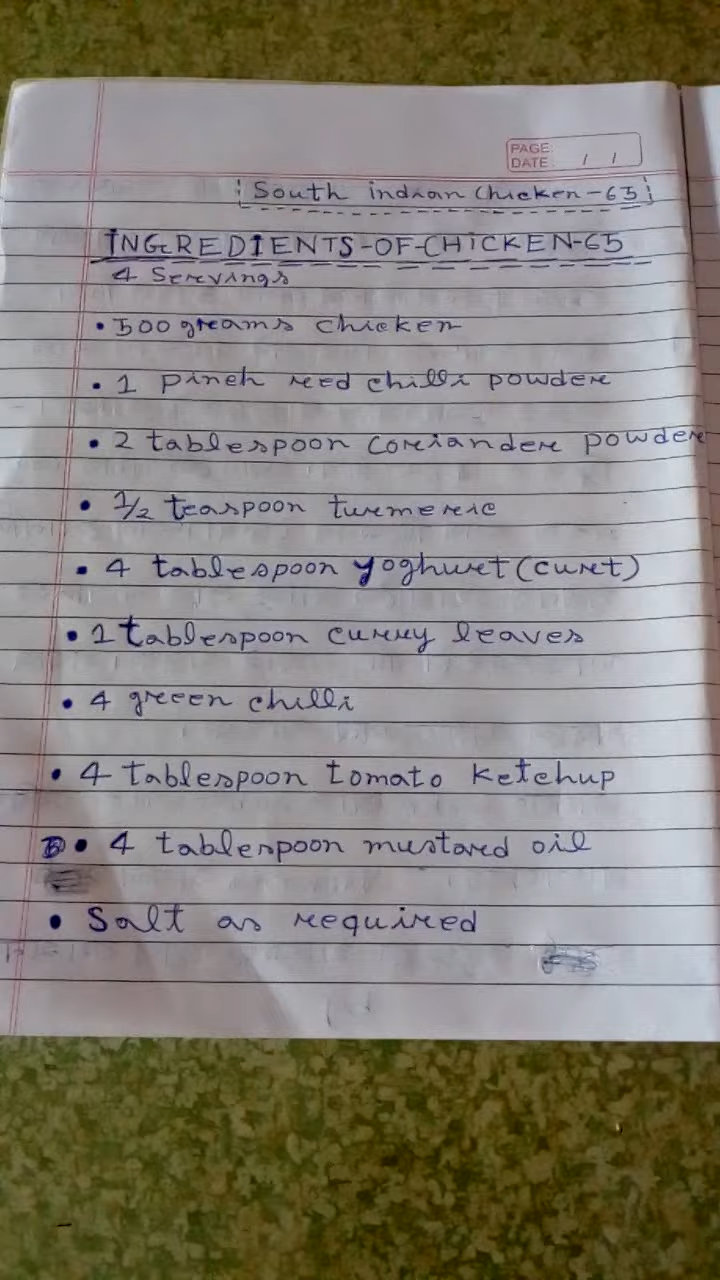 PAGE:
DATE: / /
South indian Chicken-65
INGREDIENTS-OF-CHICKEN-65
4 Servings
• 500 grams chicken
• 1 pinch red chilli powder
• 2 tablespoon coriander powder
• 1/2 teaspoon turmeric
• 4 tablespoon yoghurt (curt)
• 1 tablespoon curry leaves
• 4 green chilli
• 4 tablespoon tomato ketchup
• 4 tablespoon mustard oil
• Salt as required